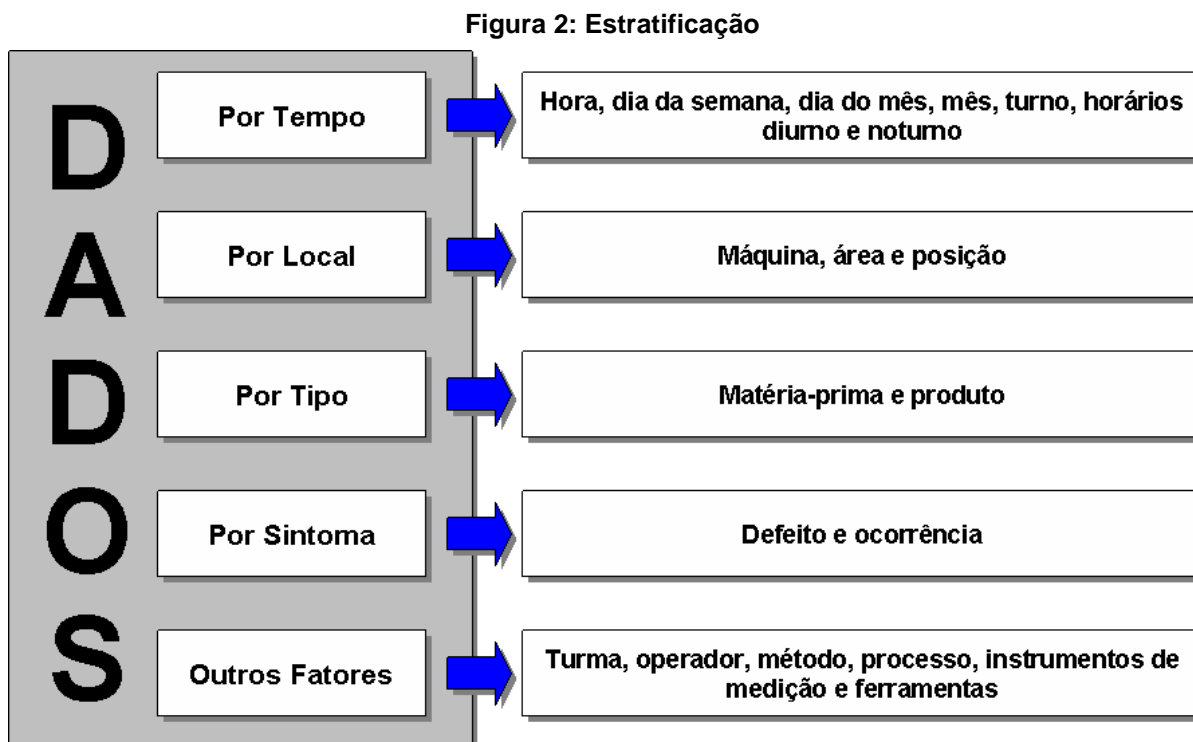 Figura 2: Estratificação
DADOS
Por Tempo
Hora, dia da semana, dia do mês, mês, turno, horários
diurno e noturno
Por Local
Máquina, área e posição
Por Tipo
Matéria-prima e produto
Por Sintoma
Defeito e ocorrência
Outros Fatores
Turma, operador, método, processo, instrumentos de
medição e ferramentas